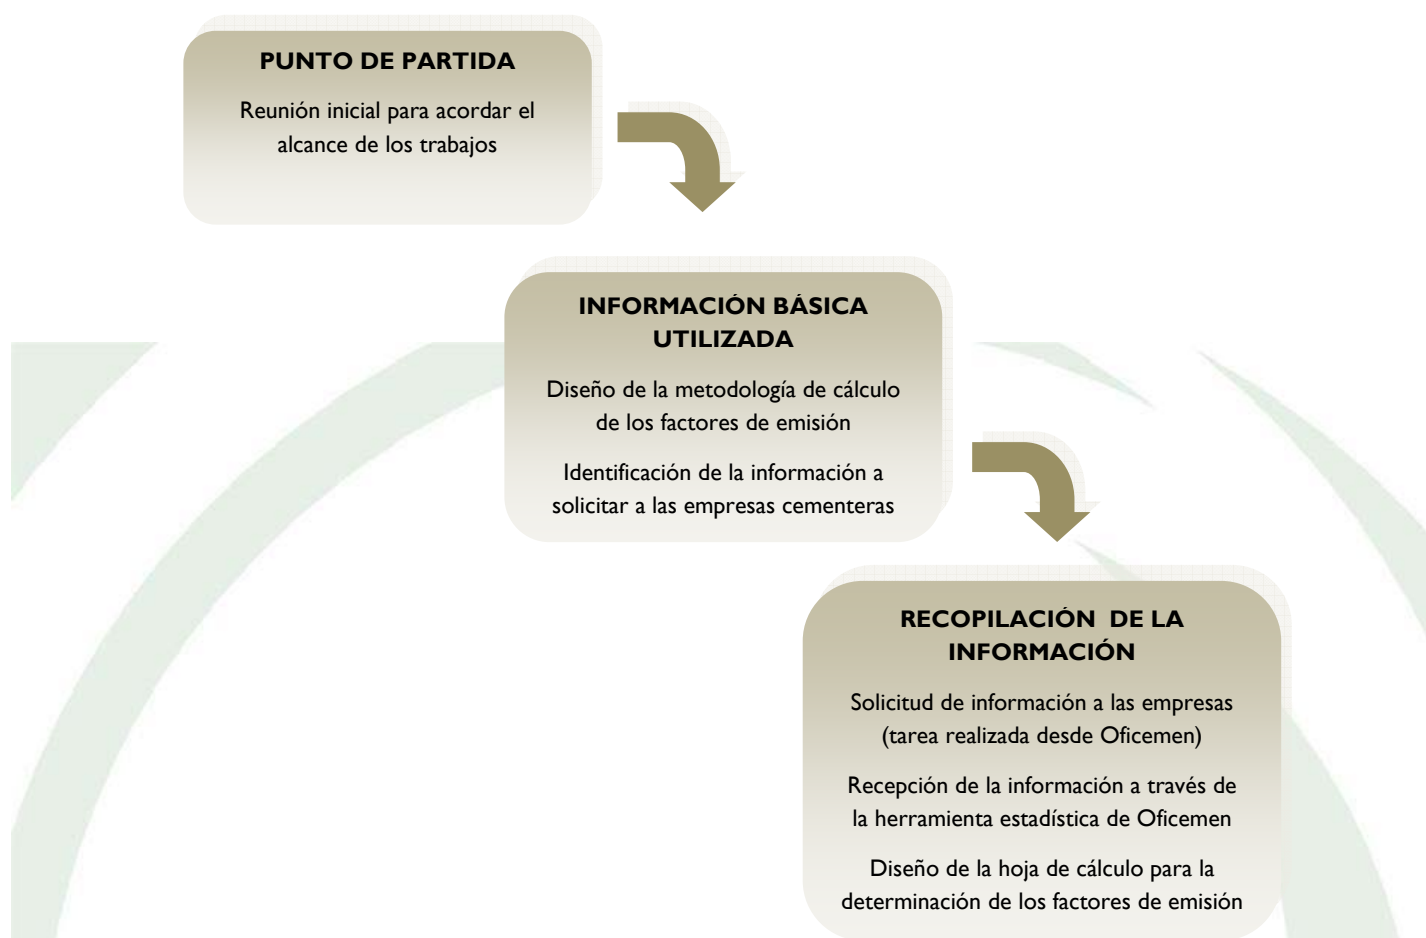 PUNTO DE PARTIDA
Reunión inicial para acordar el
alcance de los trabajos
INFORMACIÓN BÁSICA
UTILIZADA
Diseño de la metodología de cálculo
de los factores de emisión
Identificación de la información a
solicitar a las empresas cementeras
RECOPILACIÓN DE LA
INFORMACIÓN
Solicitud de información a las empresas
(tarea realizada desde Oficemen)
Recepción de la información a través de
la herramienta estadística de Oficemen
Diseño de la hoja de cálculo para la
determinación de los factores de emisión